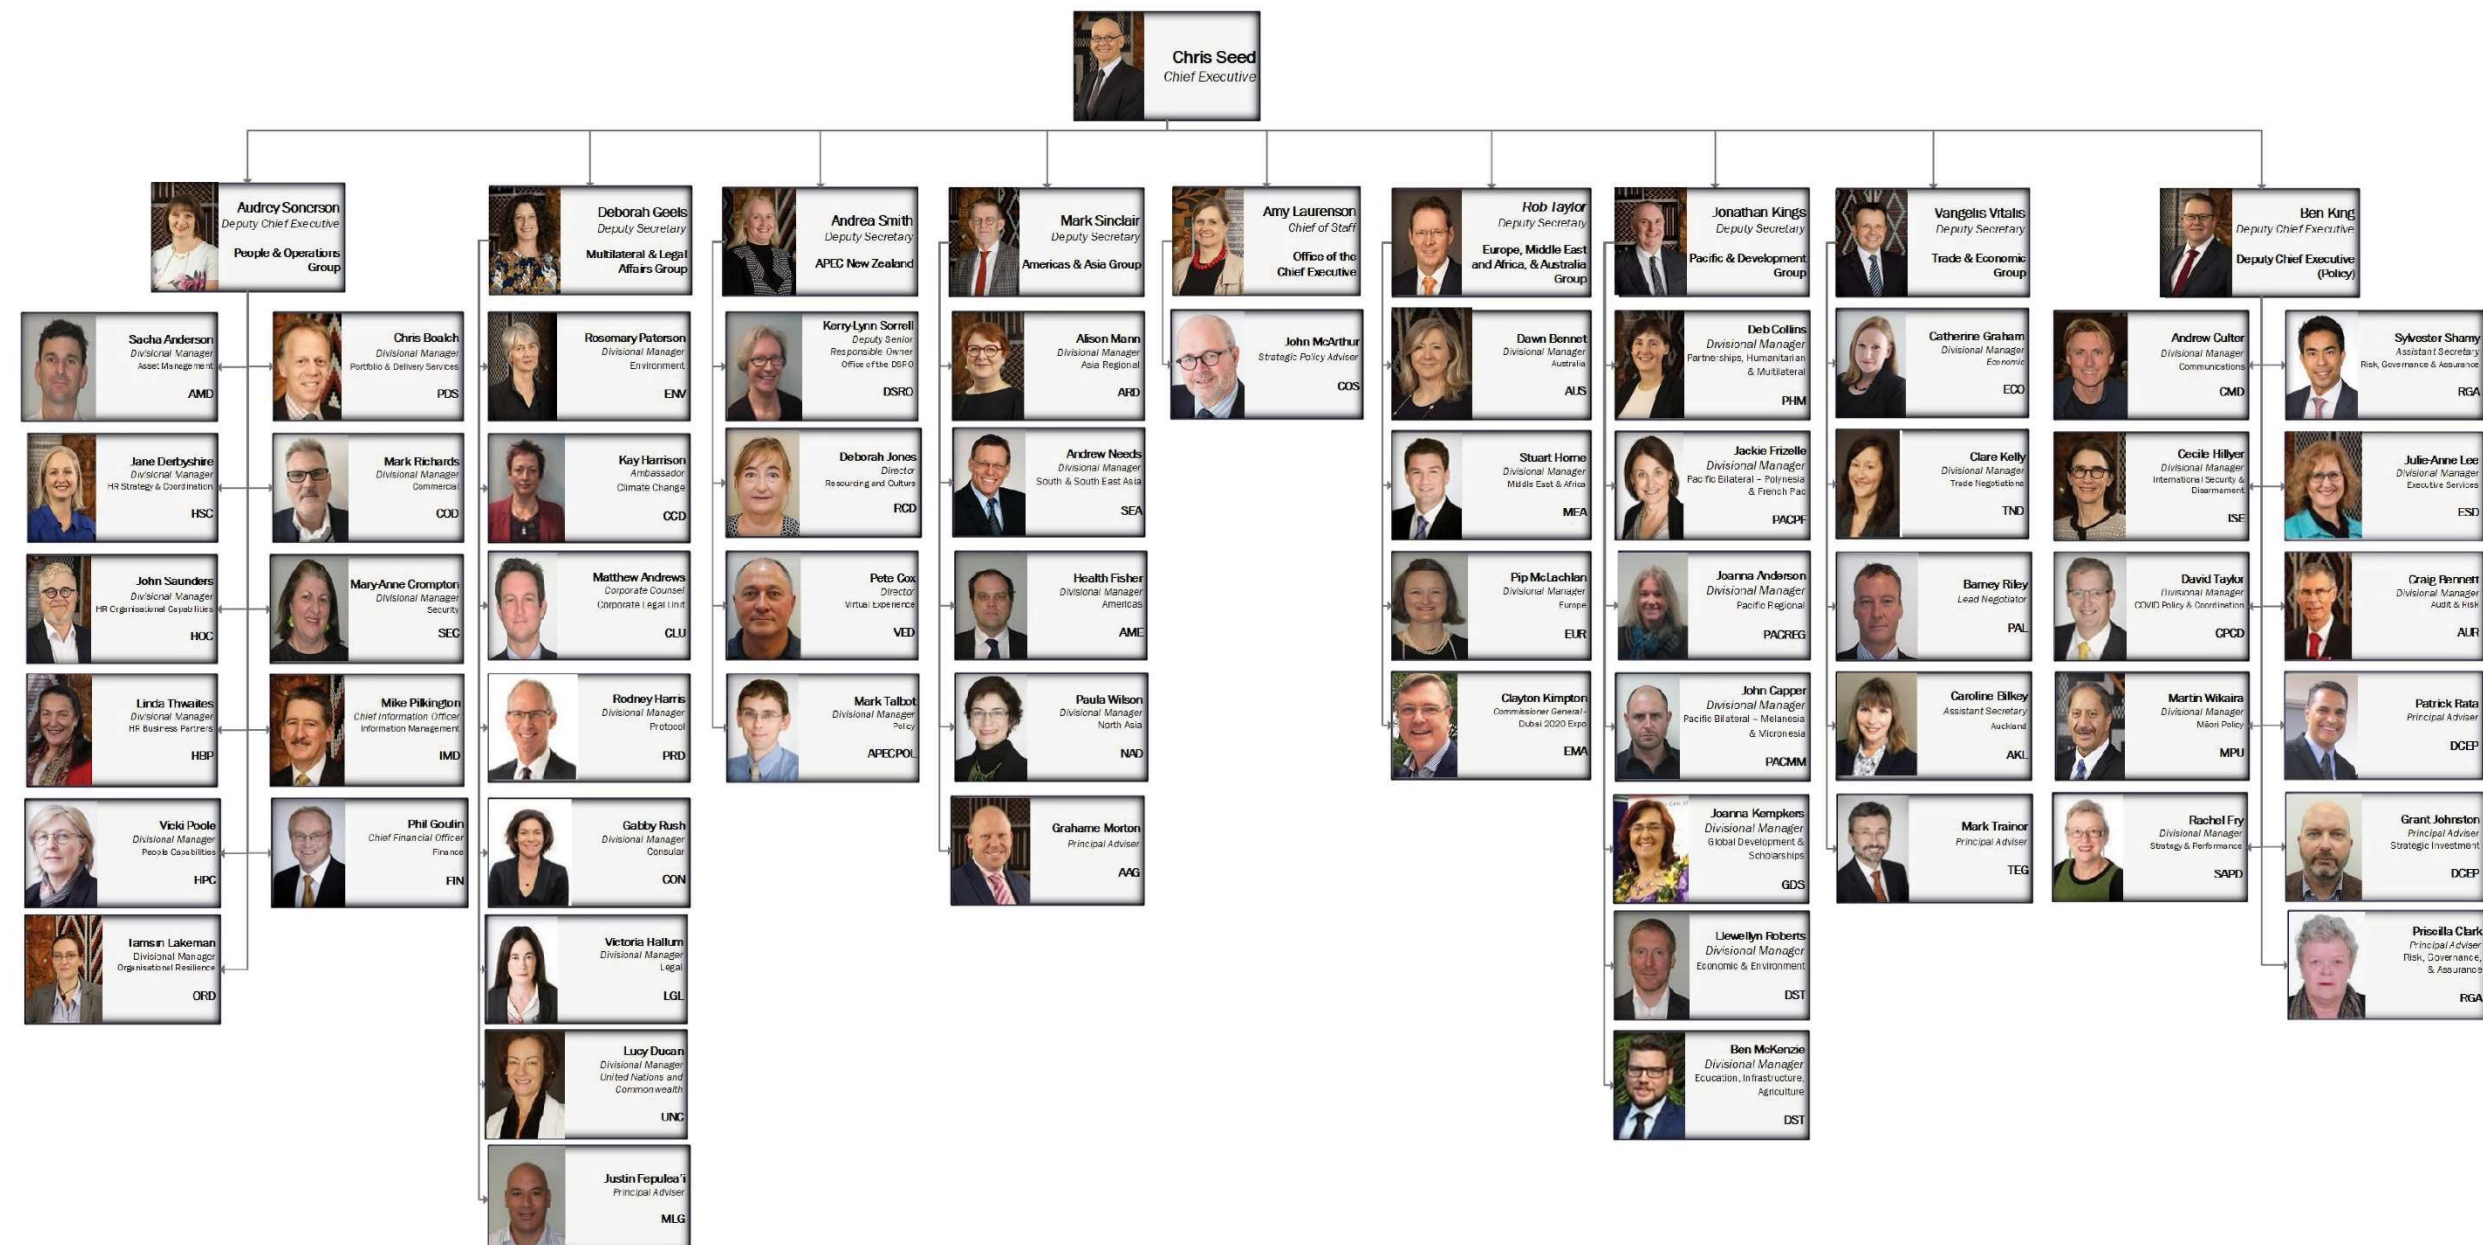 Chris Seed
Chief Executive
Audrey Sonerson
Deputy Chief Executive
People & Operations
Group
Sacha Anderson
Divisional Manager
Asset Management
AMD
Chris Boalch
Divisional Manager
Portfolio & Delivery Services
PDS
Jane Derbyshire
Divisional Manager
HR Strategy & Coordination
HSC
Mark Richards
Divisional Manager
Commercial
COD
John Saunders
Divisional Manager
HR Organisational Capabilities
HOC
Mary-Anne Crompton
Divisional Manager
Security
SEC
Linda Thwaites
Divisional Manager
HR Business Partners
HBP
Mike Pilkington
Chief Information Officer
Information Management
IMD
Vicki Poole
Divisional Manager
People Capabilities
HPC
Phil Goulin
Chief Financial Officer
Finance
FIN
Tamsin Lakeman
Divisional Manager
Organisational Resilience
ORD
Deborah Geels
Deputy Secretary
Multilateral & Legal
Affairs Group
Rosemary Paterson
Divisional Manager
Environment
ENV
Kay Harrison
Ambassador
Climate Change
CCD
Matthew Andrews
Corporate Counsel
Corporate Legal Unit
CLU
Rodney Harris
Divisional Manager
Protocol
PRD
Gabby Rush
Divisional Manager
Consular
CON
Victoria Hallum
Divisional Manager
Legal
LGL
Lucy Ducan
Divisional Manager
United Nations and
Commonwealth
UNC
Justin Fepulea'i
Principal Adviser
MLG
Andrea Smith
Deputy Secretary
APEC New Zealand
Kerry-Lynn Sorrell
Deputy Senior
Responsible Owner
Office of the DSRO
DSRO
Deborah Jones
Director
Resourcing and Culture
RCD
Pete Cox
Director
Virtual Experience
VED
Mark Talbot
Divisional Manager
Policy
APECPOL
Mark Sinclair
Deputy Secretary
Americas & Asia Group
Alison Mann
Divisional Manager
Asia Regional
ARD
Andrew Needs
Divisional Manager
South & South East Asia
SEA
Health Fisher
Divisional Manager
Americas
AME
Paula Wilson
Divisional Manager
North Asia
NAD
Grahame Morton
Principal Adviser
AAG
Amy Laurenson
Chief of Staff
Office of the
Chief Executive
John McArthur
Strategic Policy Adviser
COS
Rob Taylor
Deputy Secretary
Europe, Middle East
and Africa, & Australia
Group
Dawn Bennet
Divisional Manager
Australia
AUS
Stuart Horne
Divisional Manager
Middle East & Africa
MEA
Pip McLachlan
Divisional Manager
Europe
EUR
Clayton Kimpton
Commissioner General -
Dubai 2020 Expo
EMA
Jonathan Kings
Deputy Secretary
Pacific & Development
Group
Deb Collins
Divisional Manager
Partnerships, Humanitarian
& Multilateral
PHM
Jackie Frizelle
Divisional Manager
Pacific Bilateral – Polynesia
& French Pac
PACPF
Joanna Anderson
Divisional Manager
Pacific Regional
PACREG
John Capper
Divisional Manager
Pacific Bilateral – Melanesia
& Micronesia
PACMM
Joanna Kempkers
Divisional Manager
Global Development &
Scholarships
GDS
Llewellyn Roberts
Divisional Manager
Economic & Environment
DST
Ben McKenzie
Divisional Manager
Education, Infrastructure,
Agriculture
DST
Vangelis Vitalis
Deputy Secretary
Trade & Economic
Group
Catherine Graham
Divisional Manager
Economic
ECO
Clare Kelly
Divisional Manager
Trade Negotiations
TND
Barney Riley
Lead Negotiator
PAL
Caroline Bilkey
Assistant Secretary
Auckland
AKL
Mark Trainor
Principal Adviser
TEG
Ben King
Deputy Chief Executive
Deputy Chief Executive
(Policy)
Andrew Culter
Divisional Manager
Communications
CMD
Sylvester Shamy
Assistant Secretary
Risk, Governance & Assurance
RGA
Cecile Hillyer
Divisional Manager
International Security &
Disarmament
ISE
Julie-Anne Lee
Divisional Manager
Executive Services
ESD
David Taylor
Divisional Manager
COVID Policy & Coordination
CPCD
Craig Bennett
Divisional Manager
Audit & Risk
AUR
Martin Wikaira
Divisional Manager
Māori Policy
MPU
Patrick Rata
Principal Adviser
DCEP
Rachel Fry
Divisional Manager
Strategy & Performance
SAPD
Grant Johnston
Principal Adviser
Strategic Investment
DCEP
Priscilla Clark
Principal Adviser
Risk, Governance,
& Assurance
RGA